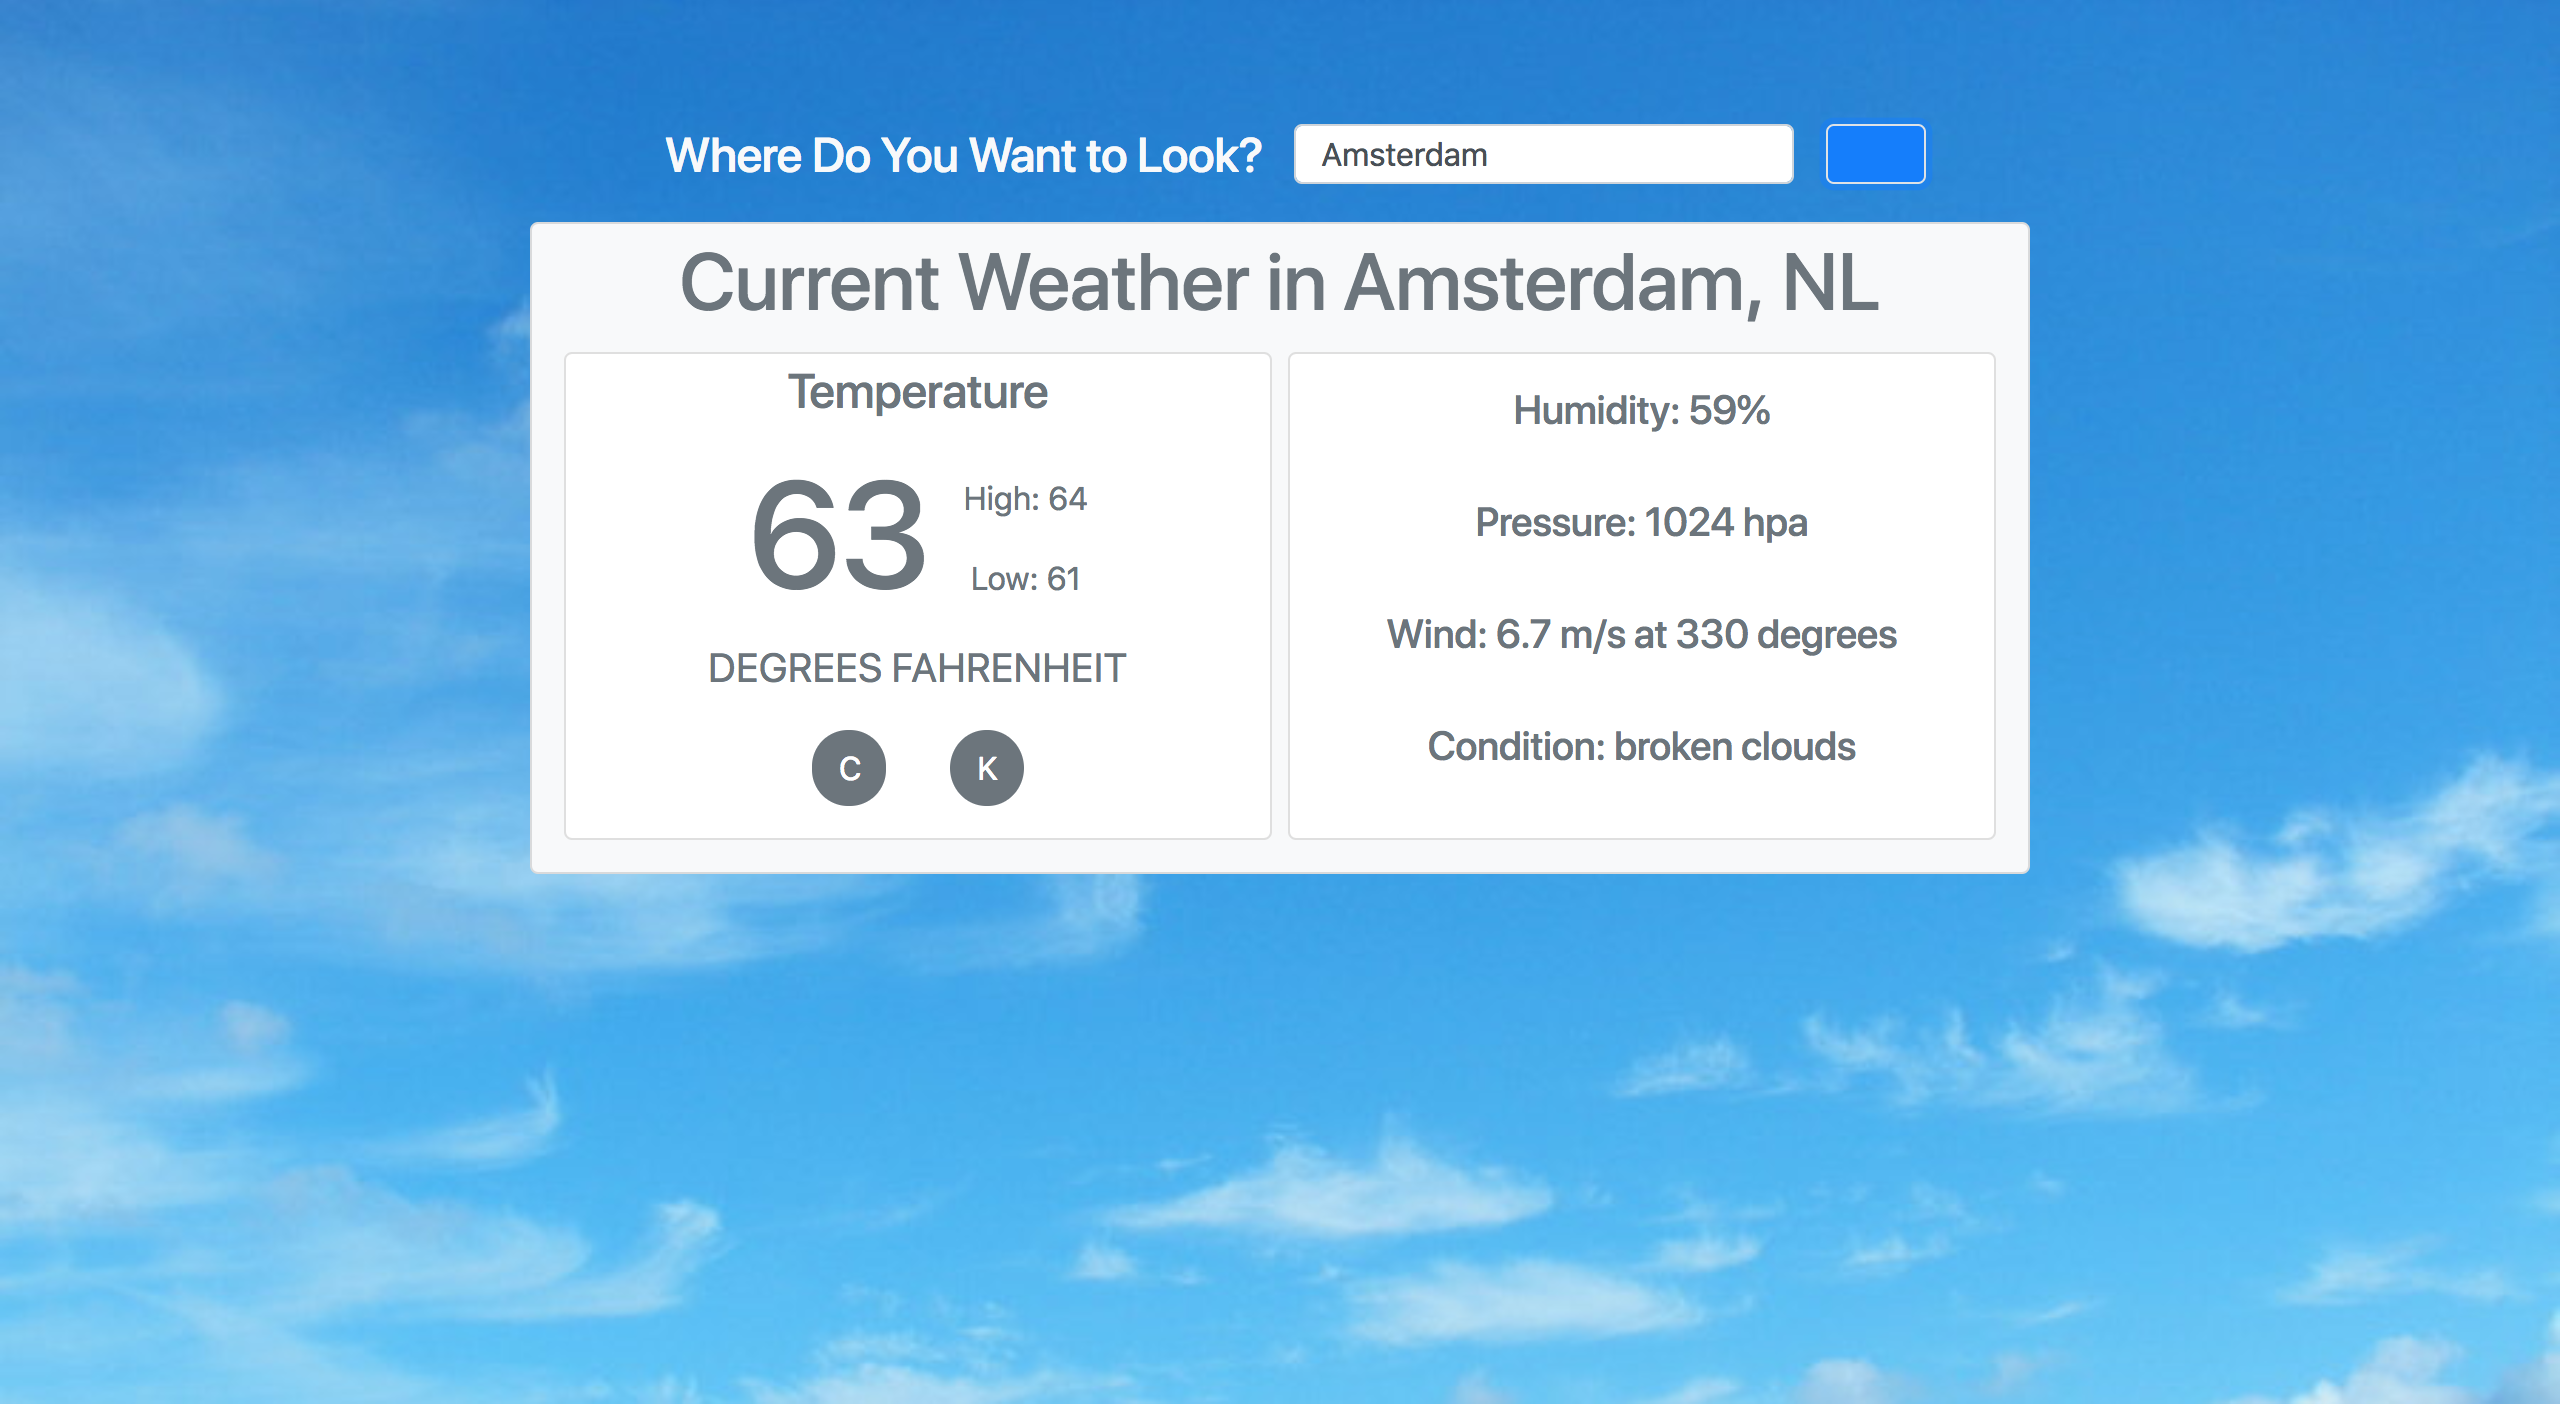 Where Do You Want to Look? Amsterdam
Current Weather in Amsterdam, NL
Temperature
63
High: 64
Low: 61
DEGREES FAHRENHEIT
C K
Humidity: 59%
Pressure: 1024 hpa
Wind: 6.7 m/s at 330 degrees
Condition: broken clouds